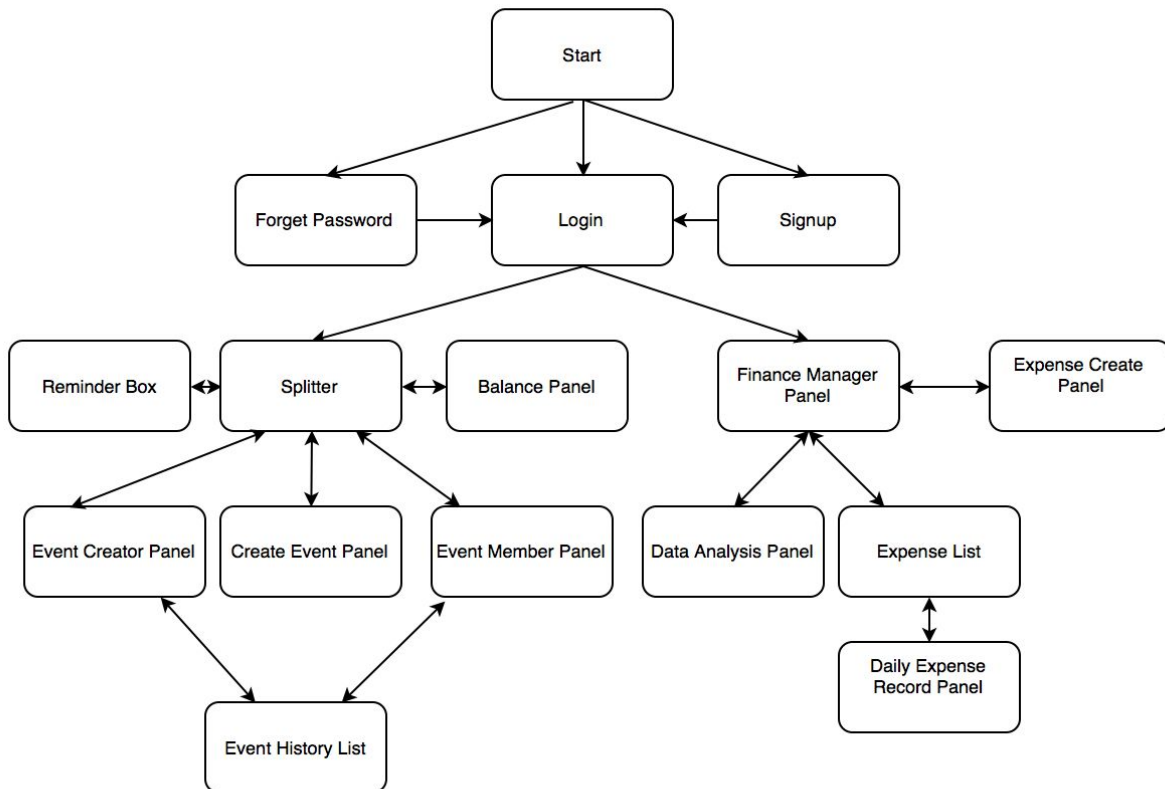 Start
Forget Password
Login
Signup
Reminder Box
Splitter
Balance Panel
Finance Manager
Panel
Expense Create
Panel
Event Creator Panel
Create Event Panel
Event Member Panel
Data Analysis Panel
Expense List
Daily Expense
Record Panel
Event History List